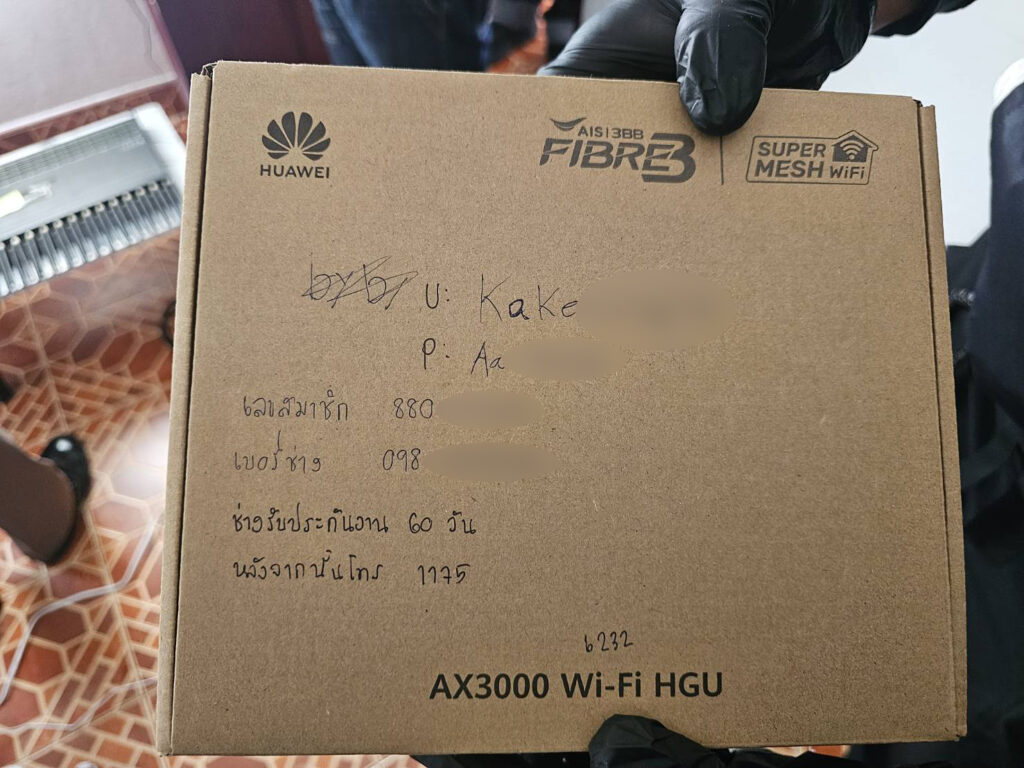 HUAWEI
AIS | 3BB
FIBRE3
SUPER
MESH WiFi
U: Kake
P: Aa
เลขสมาชิก 880
เบอร์ช่าง 098
ช่างรับประกันงาน 60 วัน
หลังจากนั้นโทร 1175
6232
AX3000 Wi-Fi HGU